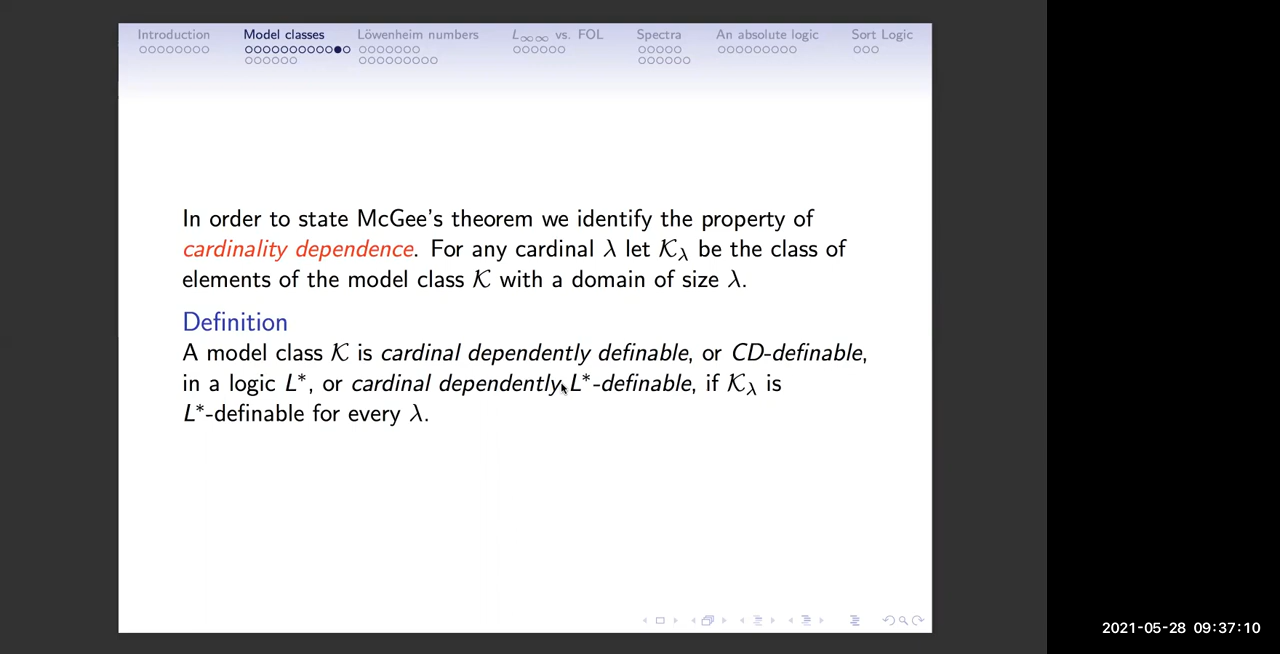 Introduction Model classes Löwenheim numbers L∞∞ vs. FOL Spectra An absolute logic Sort Logic
In order to state McGee's theorem we identify the property of
cardinality dependence. For any cardinal λ let 𝒦λ be the class of
elements of the model class 𝒦 with a domain of size λ.
Definition
A model class 𝒦 is cardinal dependently definable, or CD-definable,
in a logic L*, or cardinal dependently L*-definable, if 𝒦λ is
L*-definable for every λ.
2021-05-28 09:37:10